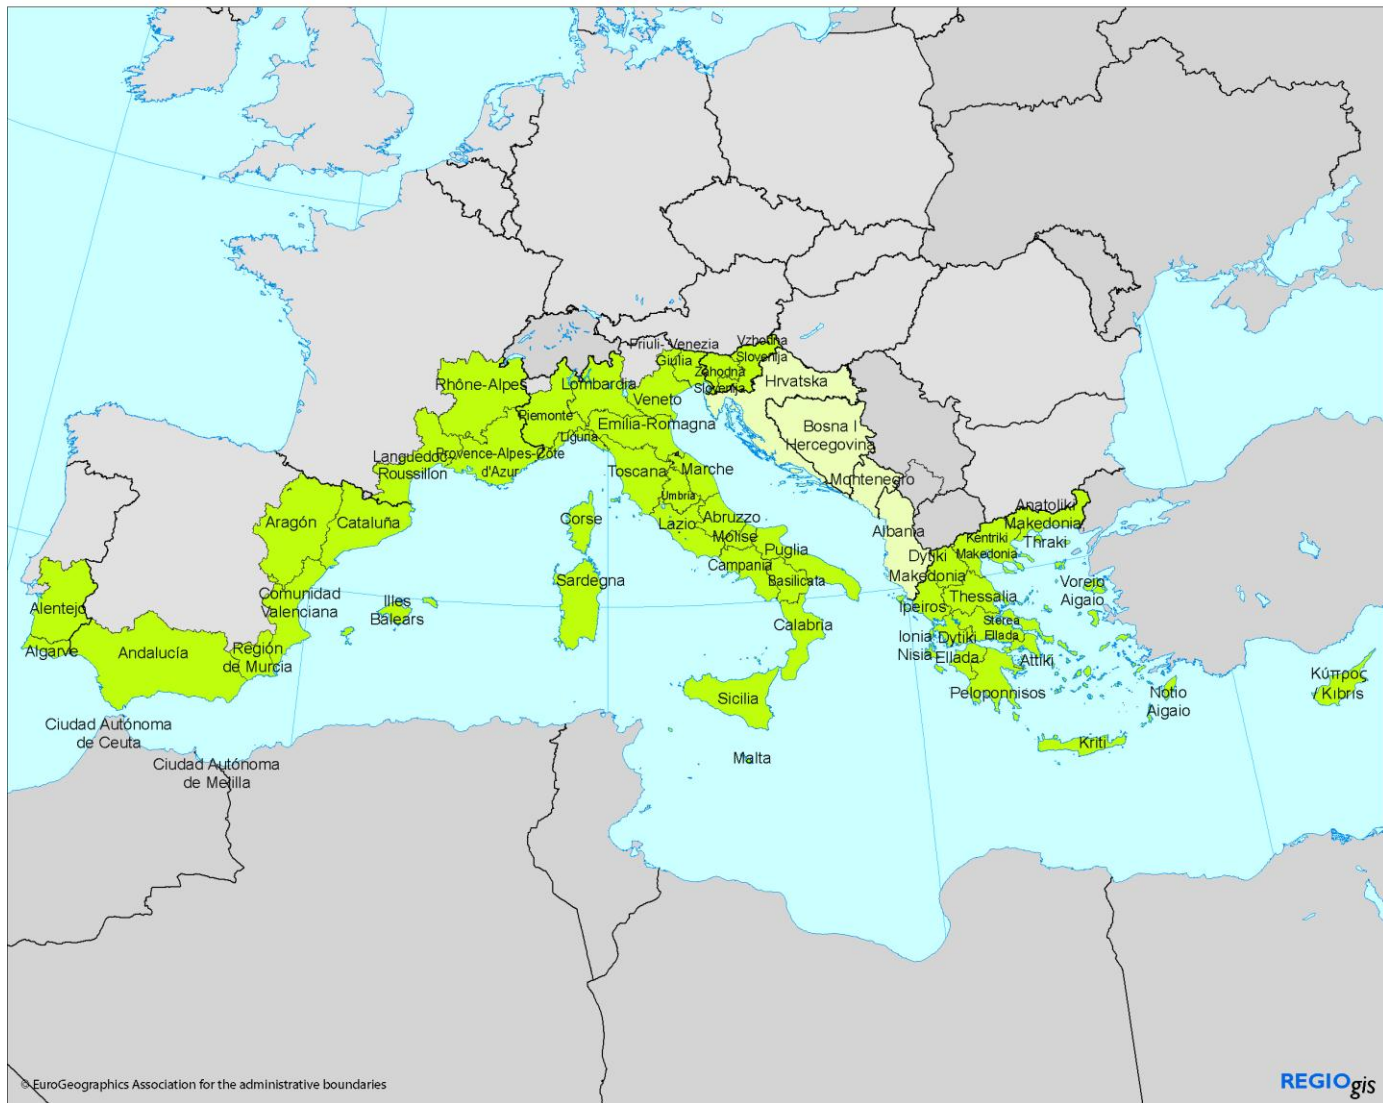 Friuli- Venezia
Giulia
Vzhodna
Slovenija
Zahodna
Slovenija
Rhône-Alpes
Lombardia
Veneto
Hrvatska
Piemonte
Emilia-Romagna
Bosna I
Hercegovina
Liguria
Languedoc-
Roussillon
Provence-Alpes-Côte
d'Azur
Toscana
Marche
Montenegro
Umbria
Aragón
Cataluña
Corse
Lazio
Abruzzo
Molise
Albania
Puglia
Campania
Basilicata
Anatoliki
Makedonia,
Thraki
Kentriki
Makedonia
Dytiki
Makedonia
Sardegna
Comunidad
Valenciana
Illes
Balears
Alentejo
Thessalia
Voreio
Aigaio
Ipeiros
Calabria
Sterea
Ellada
Ionia
Nisia
Dytiki
Ellada
Attiki
Algarve
Andalucía
Región
de Murcia
Sicilia
Peloponnisos
Notio
Aigaio
Κύπρος
/ Kıbrıs
Ciudad Autónoma
de Ceuta
Kriti
Malta
Ciudad Autónoma
de Melilla
© EuroGeographics Association for the administrative boundaries
REGIOgis